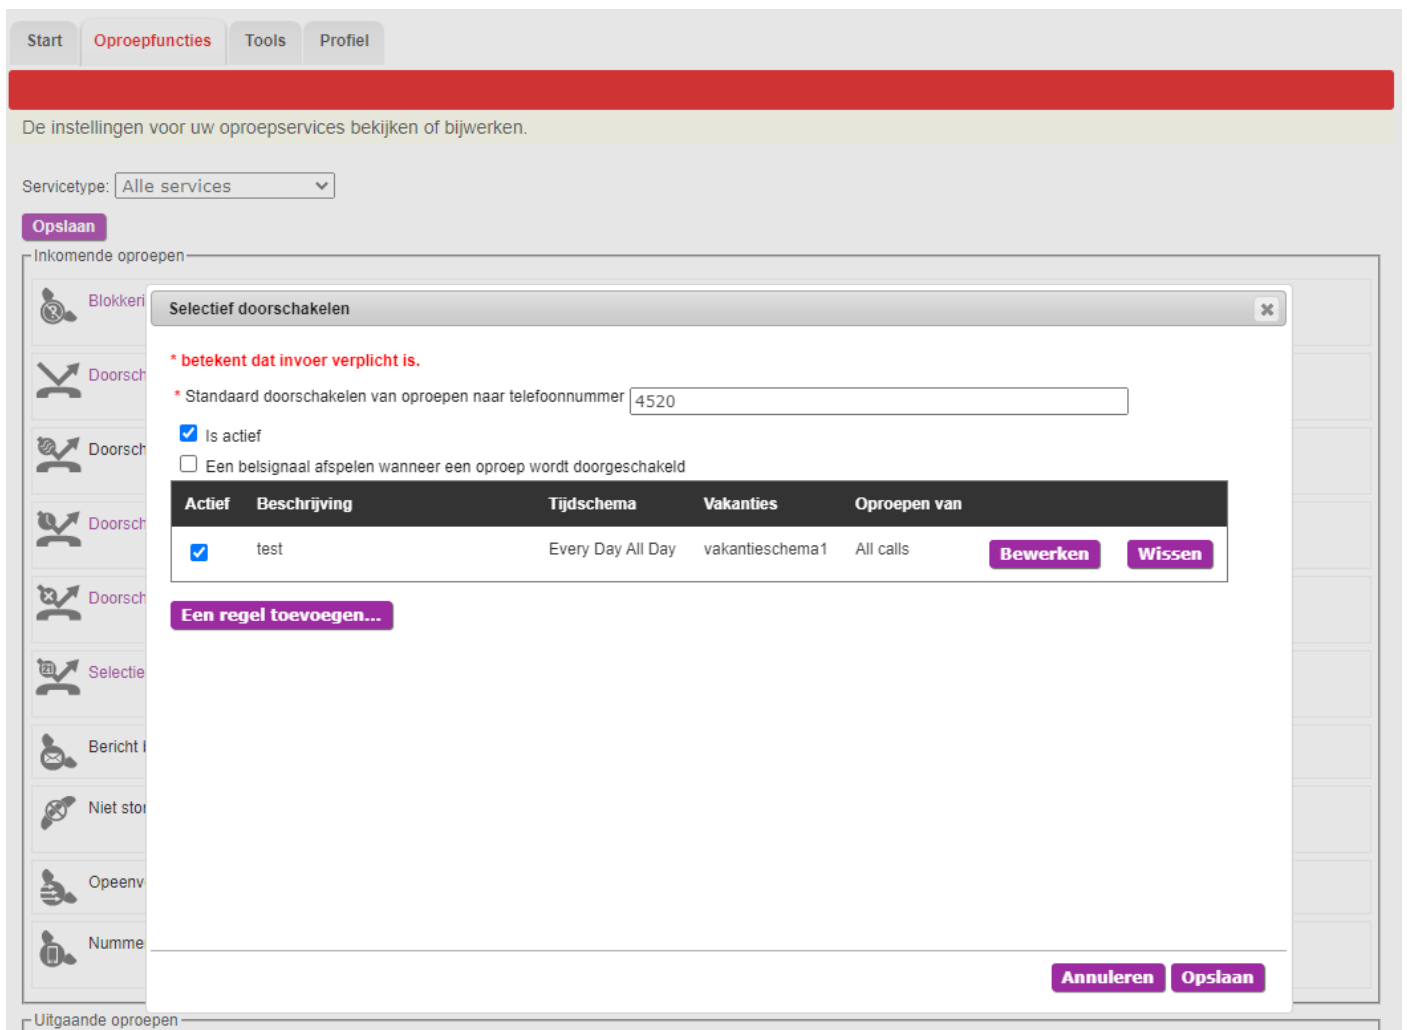 Start Oproepfuncties Tools Profiel
De instellingen voor uw oproepservices bekijken of bijwerken.
Servicetype: Alle services
Opslaan
Inkomende oproepen
Blokkeri
Selectief doorschakelen
* betekent dat invoer verplicht is.
Doorsch
* Standaard doorschakelen van oproepen naar telefoonnummer 4520
Is actief
Doorsch
Een belsignaal afspelen wanneer een oproep wordt doorgeschakeld
Actief Beschrijving Tijdschema Vakanties Oproepen van
Doorsch
test Every Day All Day vakantieschema1 All calls Bewerken Wissen
Doorsch
Een regel toevoegen...
Selectie
Bericht
Niet stor
Opeenv
Numme
Annuleren Opslaan
Uitgaande oproepen